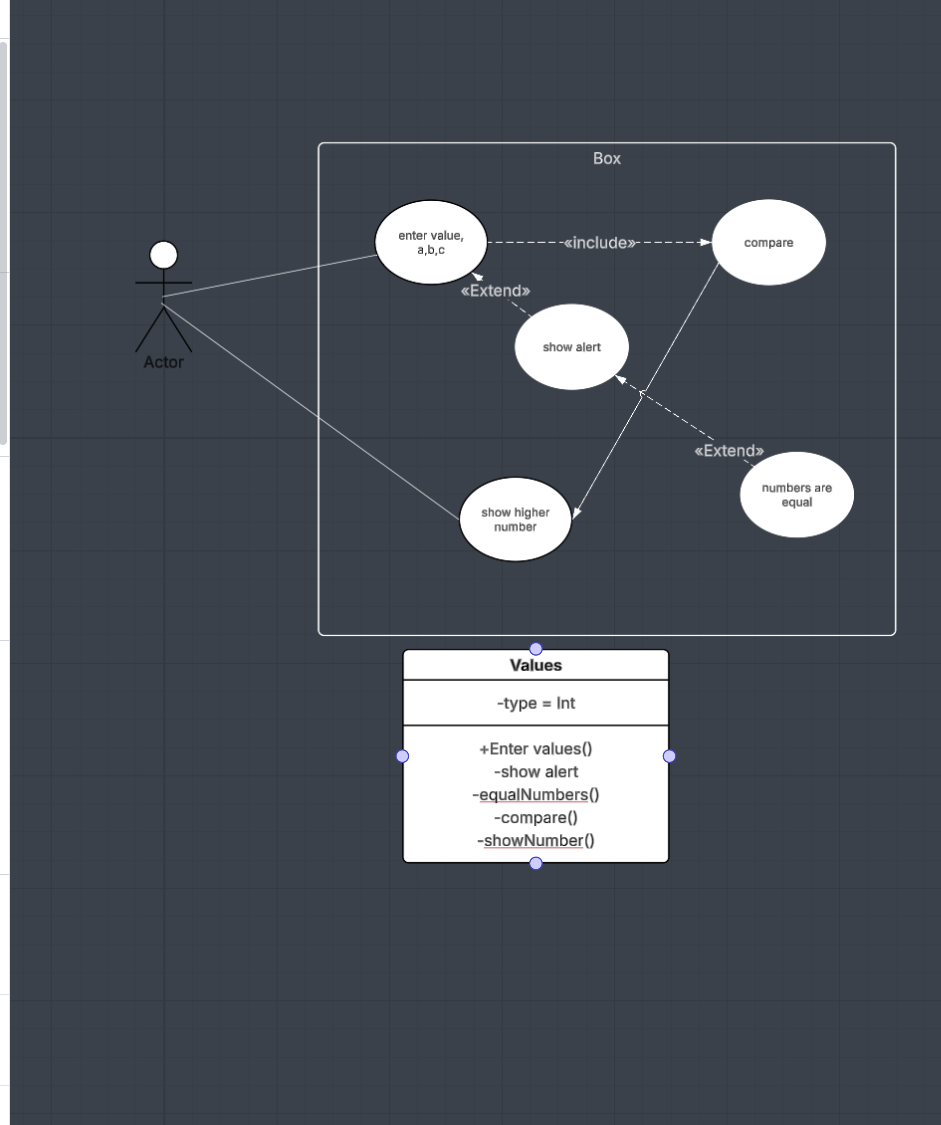 Box
enter value,
a,b,c
«include»
compare
«Extend»
show alert
Actor
«Extend»
numbers are
equal
show higher
number
Values
-type = Int
+Enter values()
-show alert
-equalNumbers()
-compare()
-showNumber()